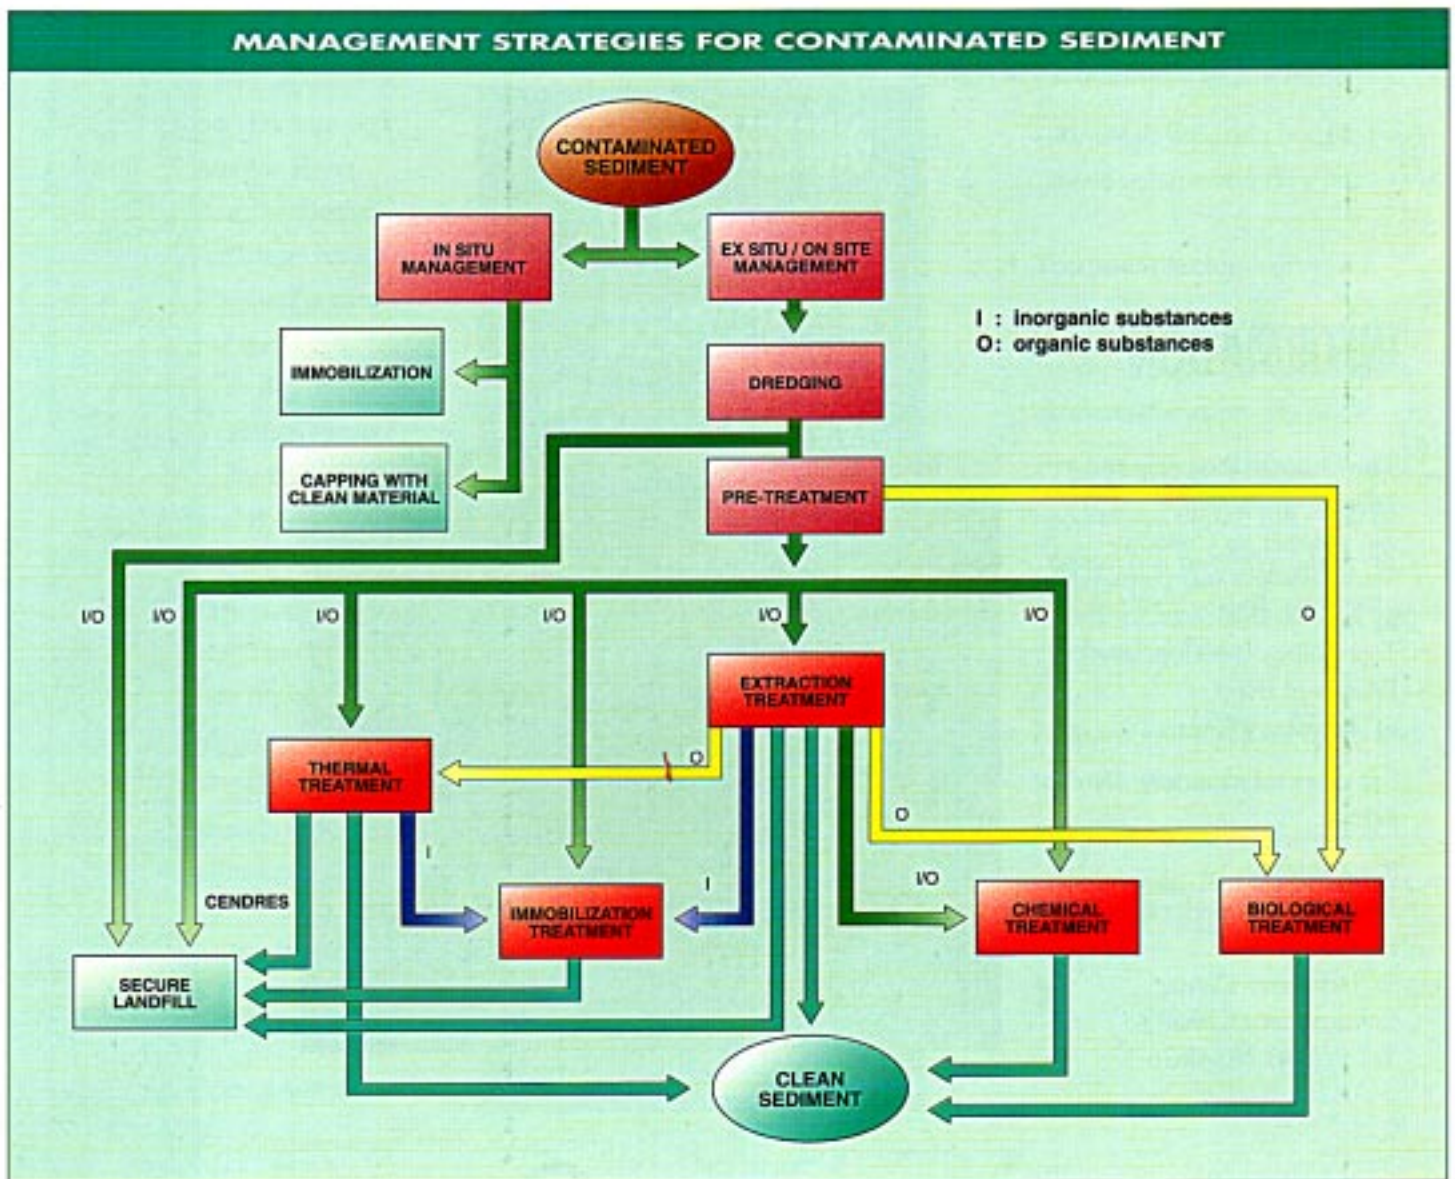 MANAGEMENT STRATEGIES FOR CONTAMINATED SEDIMENT
CONTAMINATED
SEDIMENT
IN SITU
MANAGEMENT
EX SITU / ON SITE
MANAGEMENT
I : inorganic substances
O: organic substances
IMMOBILIZATION
DREDGING
CAPPING WITH
CLEAN MATERIAL
PRE-TREATMENT
I/O
I/O
I/O
I/O
I/O
I/O
O
EXTRACTION
TREATMENT
THERMAL
TREATMENT
O
O
I
I
I/O
CENDRES
IMMOBILIZATION
TREATMENT
CHEMICAL
TREATMENT
BIOLOGICAL
TREATMENT
SECURE
LANDFILL
CLEAN
SEDIMENT